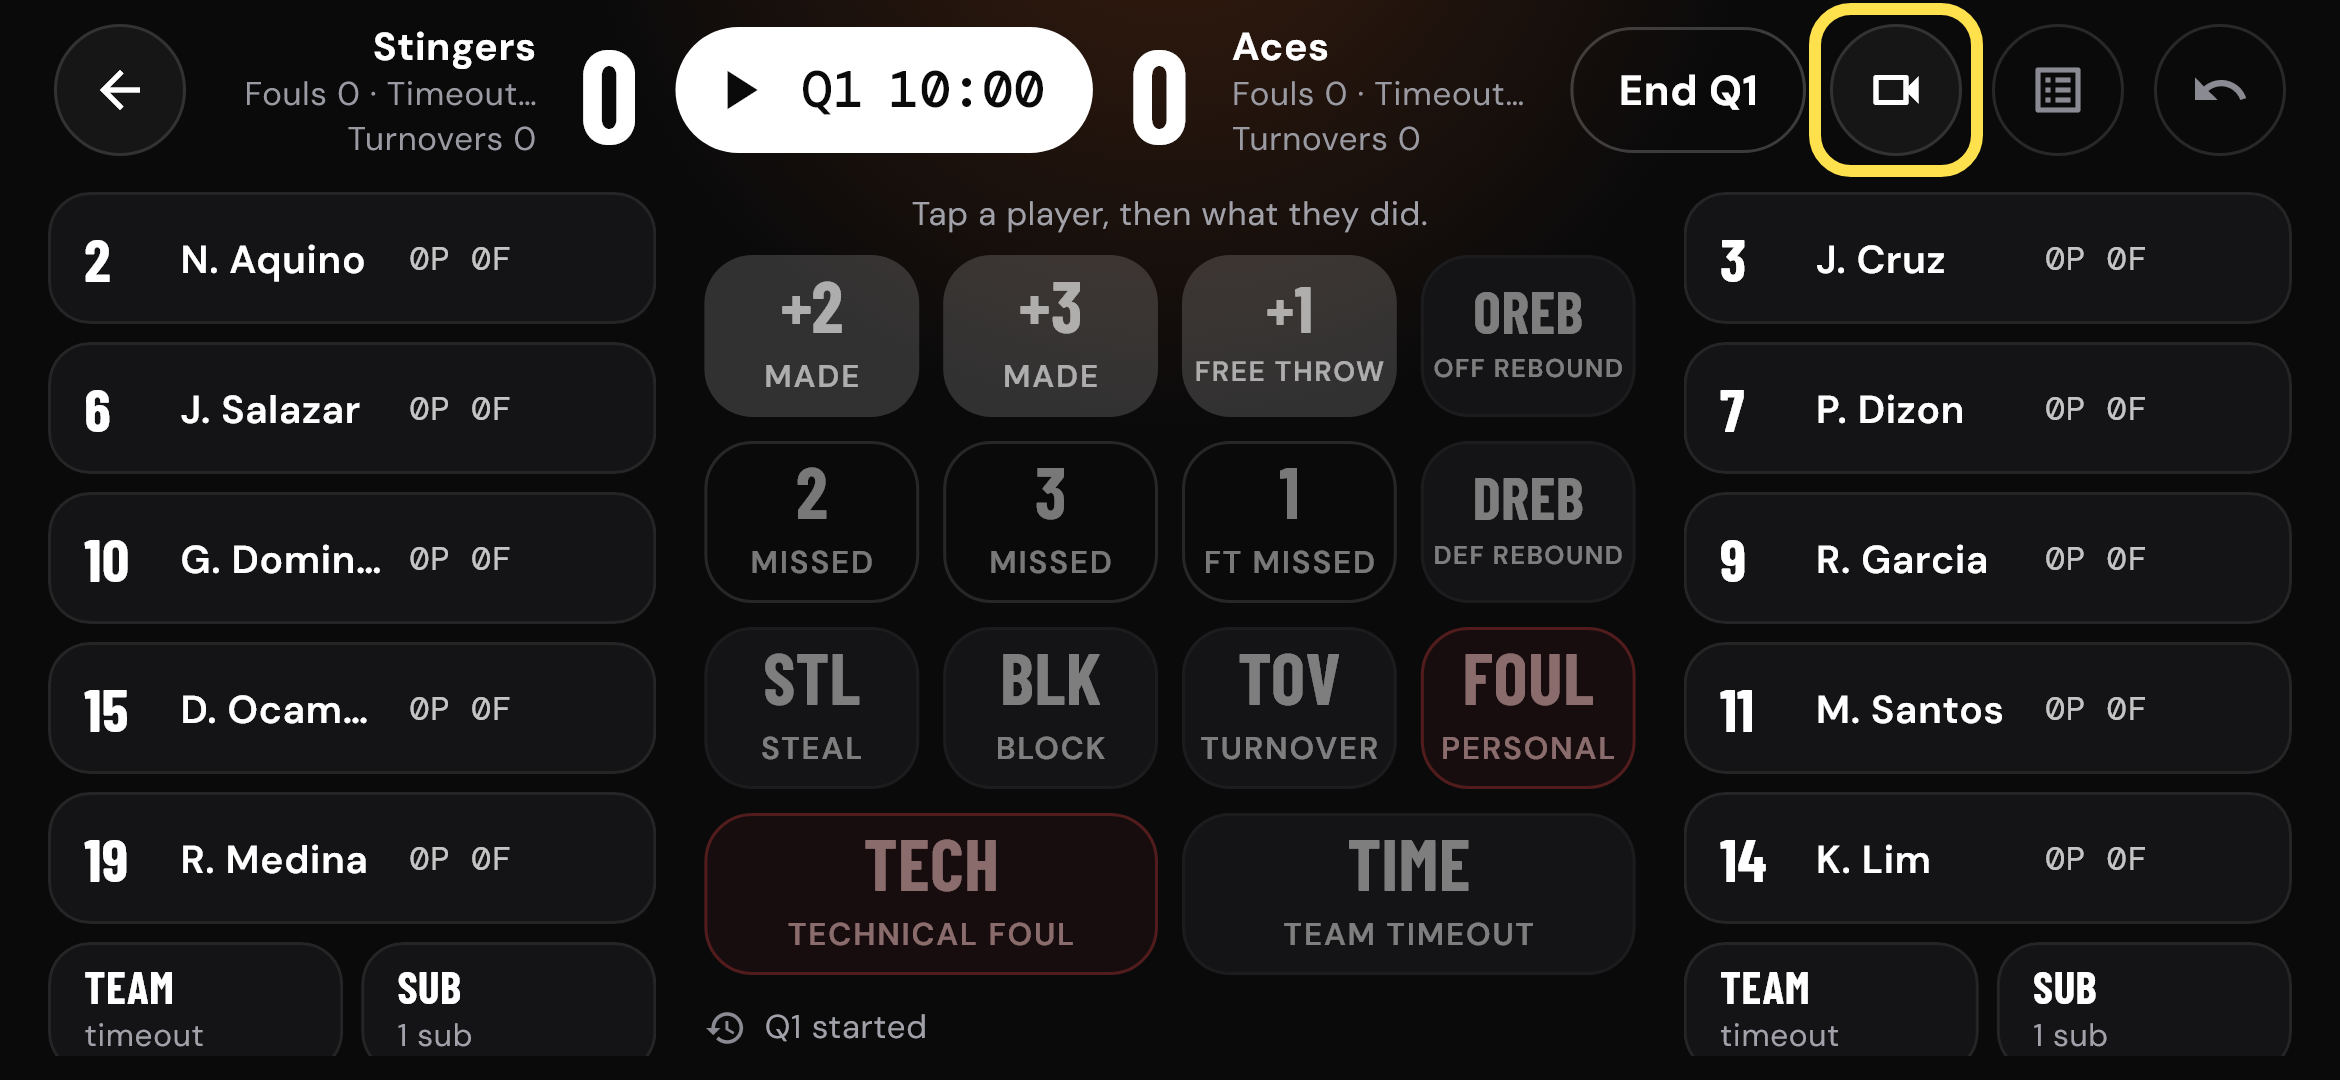 Stingers
Fouls 0 · Timeout...
Turnovers 0
0
Q1 10:00
0
Aces
Fouls 0 · Timeout...
Turnovers 0
End Q1
Tap a player, then what they did.
2 N. Aquino 0P 0F
6 J. Salazar 0P 0F
10 G. Domin... 0P 0F
15 D. Ocam... 0P 0F
19 R. Medina 0P 0F
TEAM
timeout
SUB
1 sub
+2
MADE
+3
MADE
+1
FREE THROW
OREB
OFF REBOUND
2
MISSED
3
MISSED
1
FT MISSED
DREB
DEF REBOUND
STL
STEAL
BLK
BLOCK
TOV
TURNOVER
FOUL
PERSONAL
TECH
TECHNICAL FOUL
TIME
TEAM TIMEOUT
Q1 started
3 J. Cruz 0P 0F
7 P. Dizon 0P 0F
9 R. Garcia 0P 0F
11 M. Santos 0P 0F
14 K. Lim 0P 0F
TEAM
timeout
SUB
1 sub